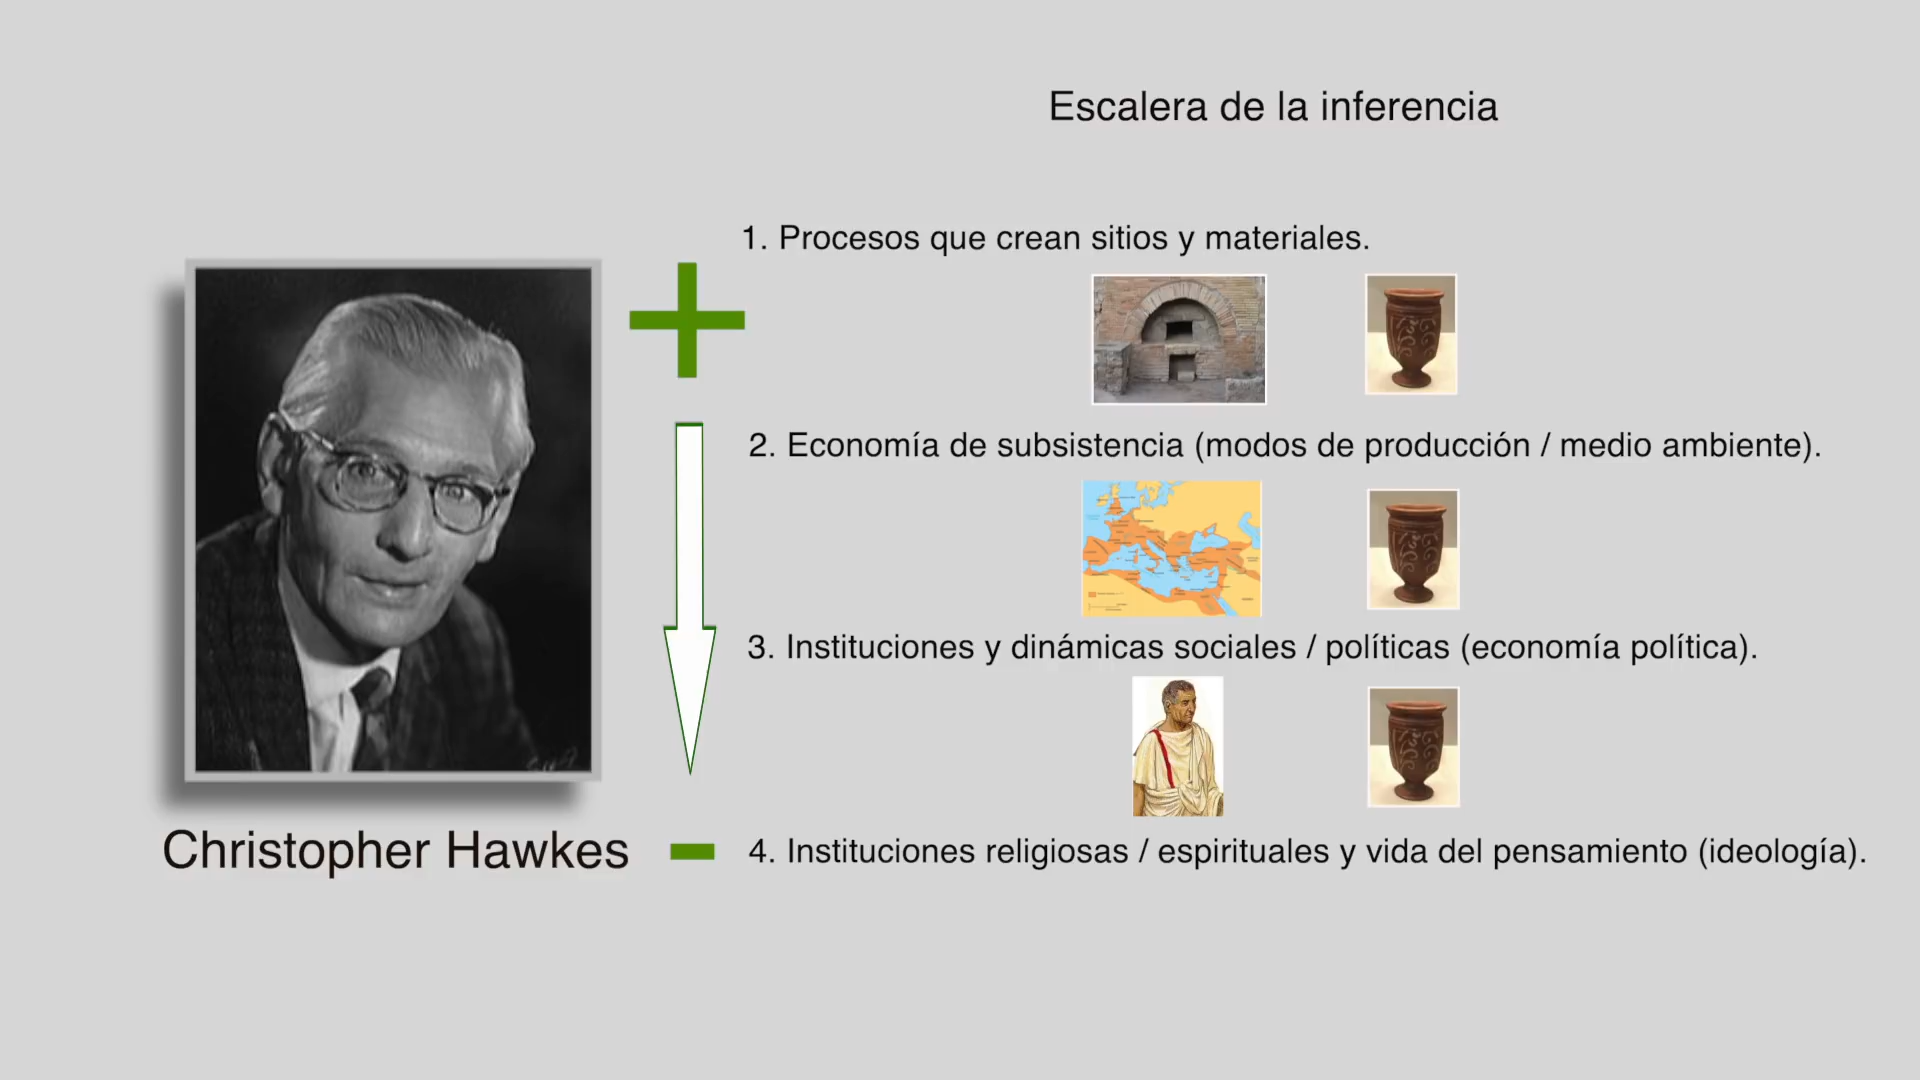 Escalera de la inferencia
1. Procesos que crean sitios y materiales.
2. Economía de subsistencia (modos de producción / medio ambiente).
3. Instituciones y dinámicas sociales / políticas (economía política).
Christopher Hawkes
4. Instituciones religiosas / espirituales y vida del pensamiento (ideología).